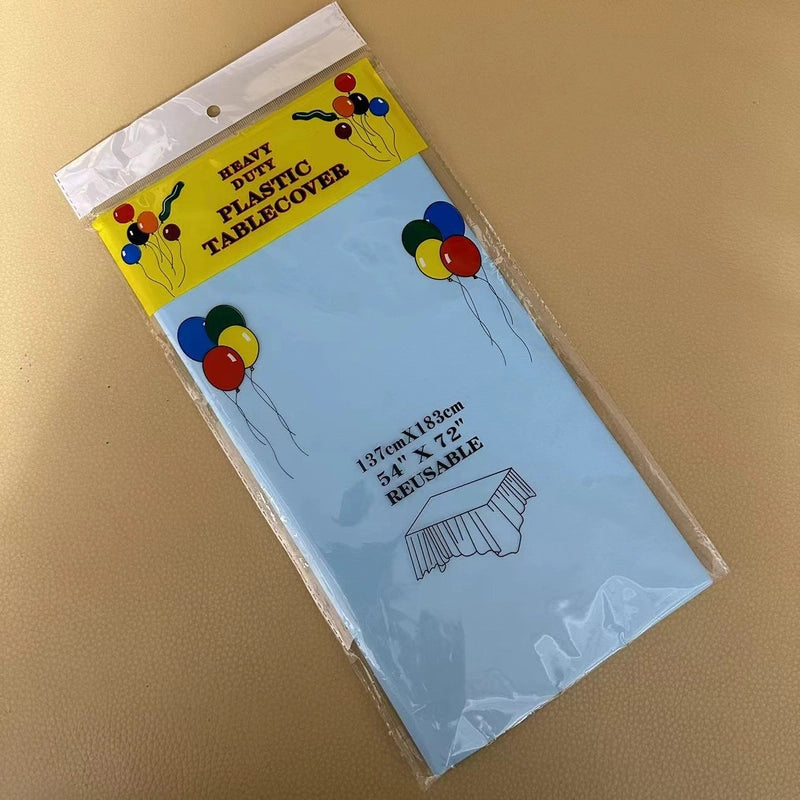 HEAVY
DUTY
PLASTIC
TABLECOVER
137cmX183cm
54" X 72"
REUSABLE